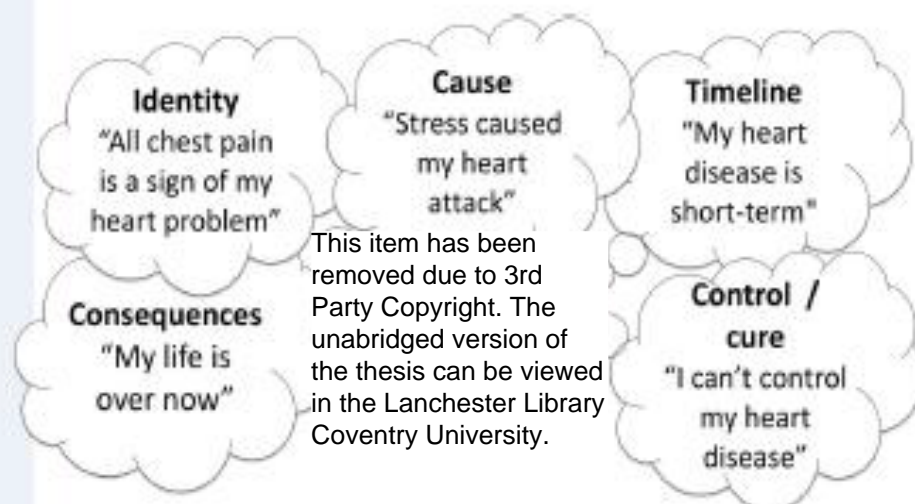 Identity
"All chest pain
is a sign of my
heart problem"
Cause
"Stress caused
my heart
attack"
Timeline
"My heart
disease is
short-term"
Consequences
"My life is
over now"
This item has been
removed due to 3rd
Party Copyright. The
unabridged version of
the thesis can be viewed
in the Lanchester Library
Coventry University.
Control /
cure
"I can't control
my heart
disease"